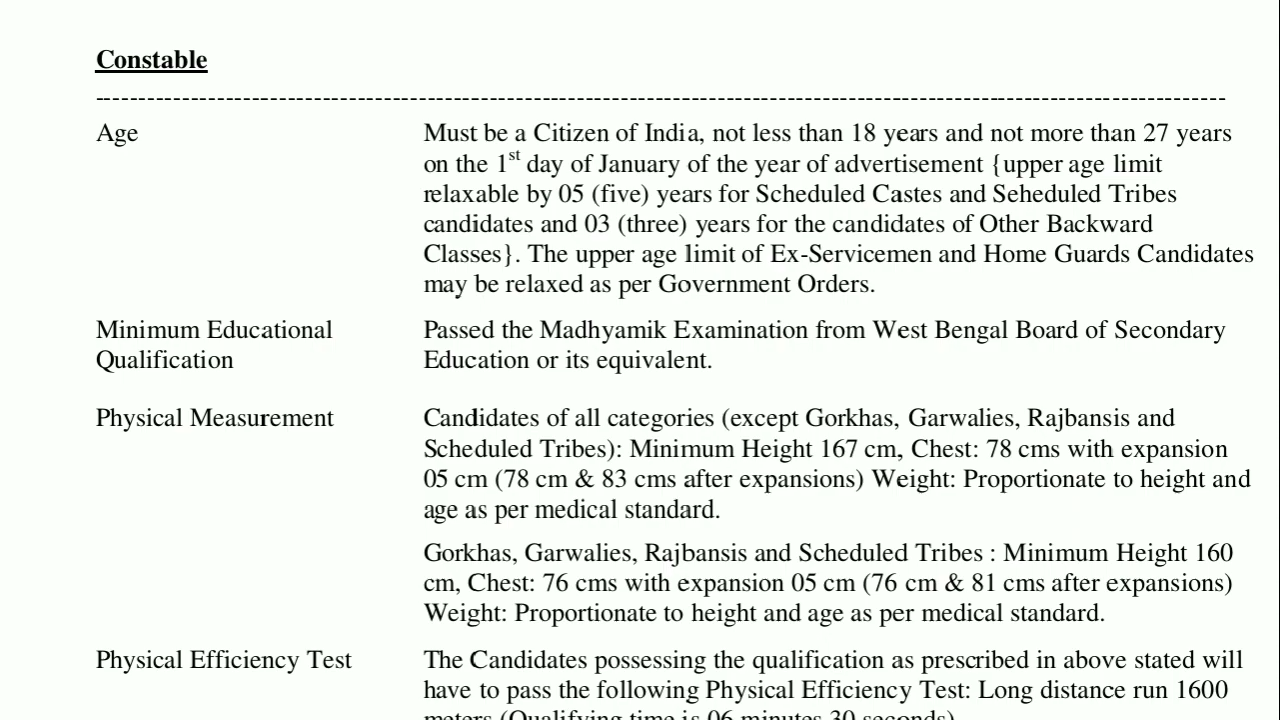 Constable
--------------------------------------------------------------------------------------------------------------------------------------------
Age
Must be a Citizen of India, not less than 18 years and not more than 27 years
on the 1st day of January of the year of advertisement {upper age limit
relaxable by 05 (five) years for Scheduled Castes and Seheduled Tribes
candidates and 03 (three) years for the candidates of Other Backward
Classes}. The upper age limit of Ex-Servicemen and Home Guards Candidates
may be relaxed as per Government Orders.
Minimum Educational
Qualification
Passed the Madhyamik Examination from West Bengal Board of Secondary
Education or its equivalent.
Physical Measurement
Candidates of all categories (except Gorkhas, Garwalies, Rajbansis and
Scheduled Tribes): Minimum Height 167 cm, Chest: 78 cms with expansion
05 cm (78 cm & 83 cms after expansions) Weight: Proportionate to height and
age as per medical standard.
Gorkhas, Garwalies, Rajbansis and Scheduled Tribes : Minimum Height 160
cm, Chest: 76 cms with expansion 05 cm (76 cm & 81 cms after expansions)
Weight: Proportionate to height and age as per medical standard.
Physical Efficiency Test
The Candidates possessing the qualification as prescribed in above stated will
have to pass the following Physical Efficiency Test: Long distance run 1600
meters (Qualifying time is 06 minutes 30 seconds)